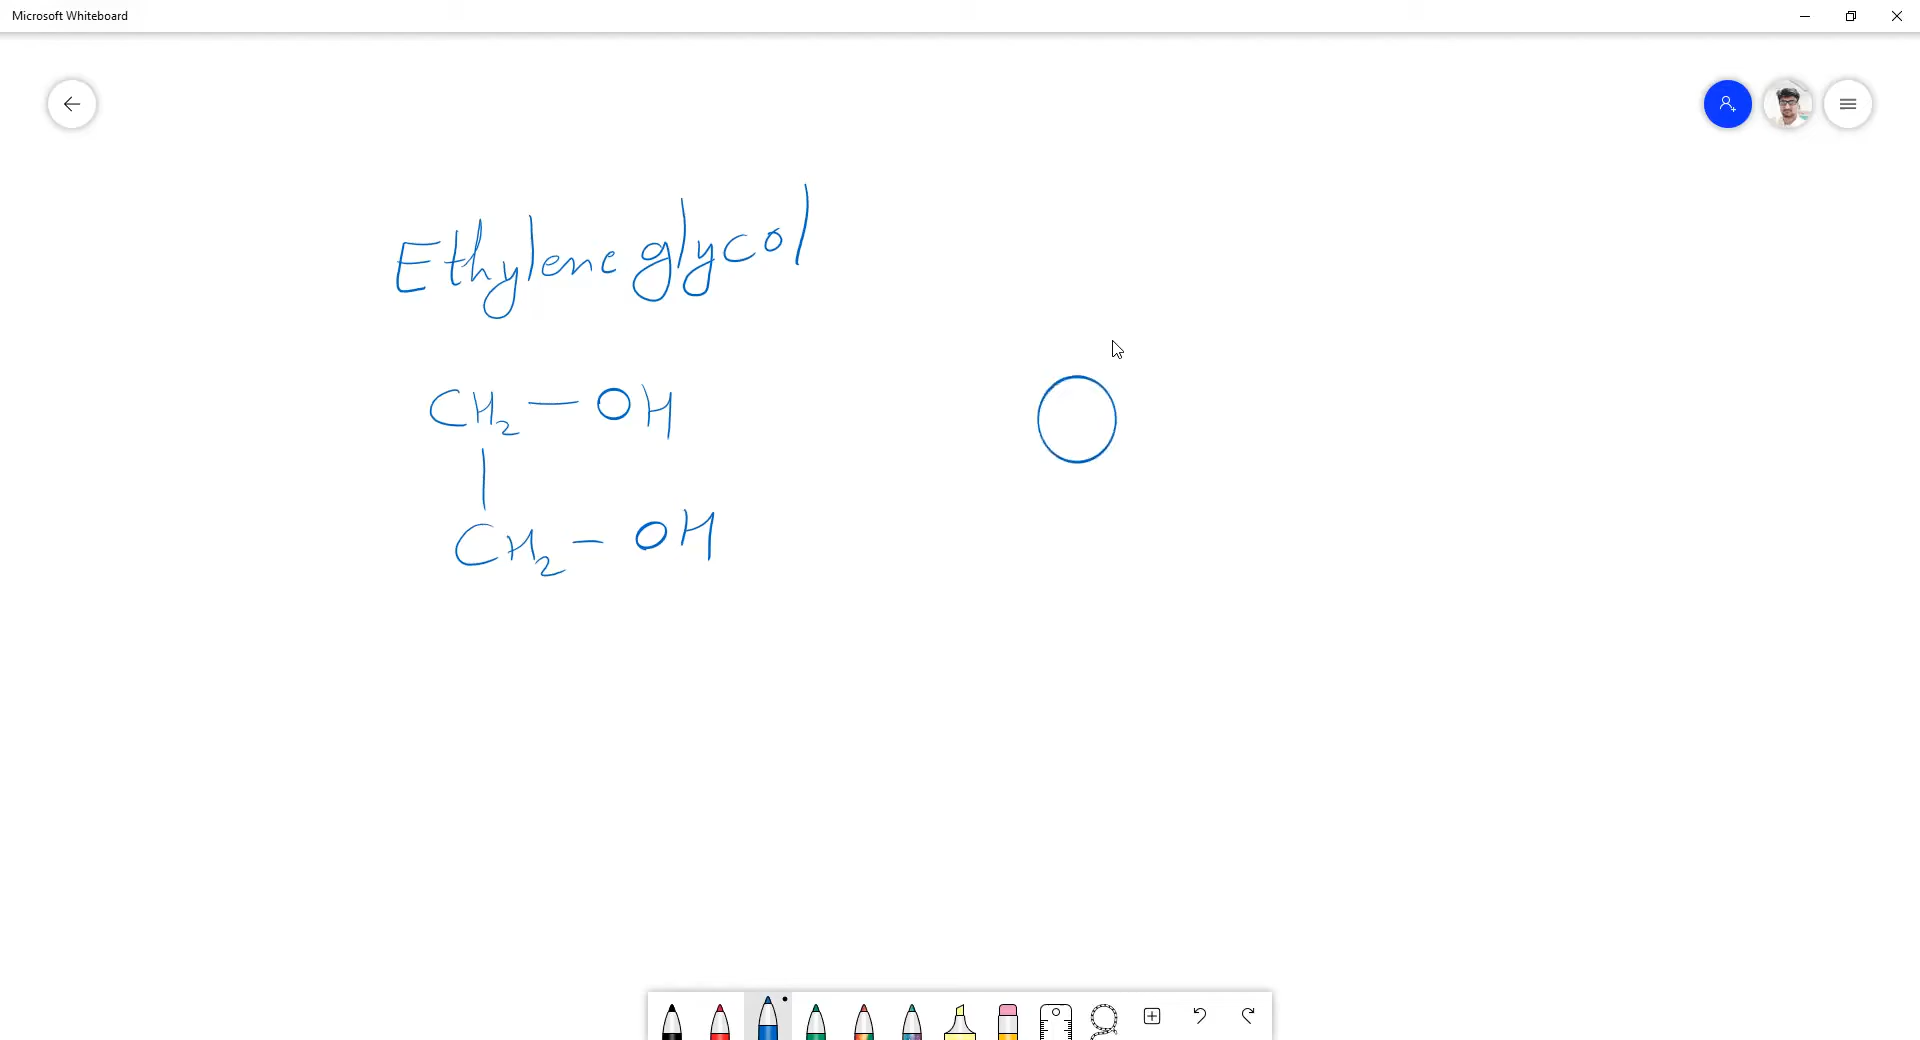 Microsoft Whiteboard
Ethylene glycol
CH₂ — OH
|
CH₂ – OH